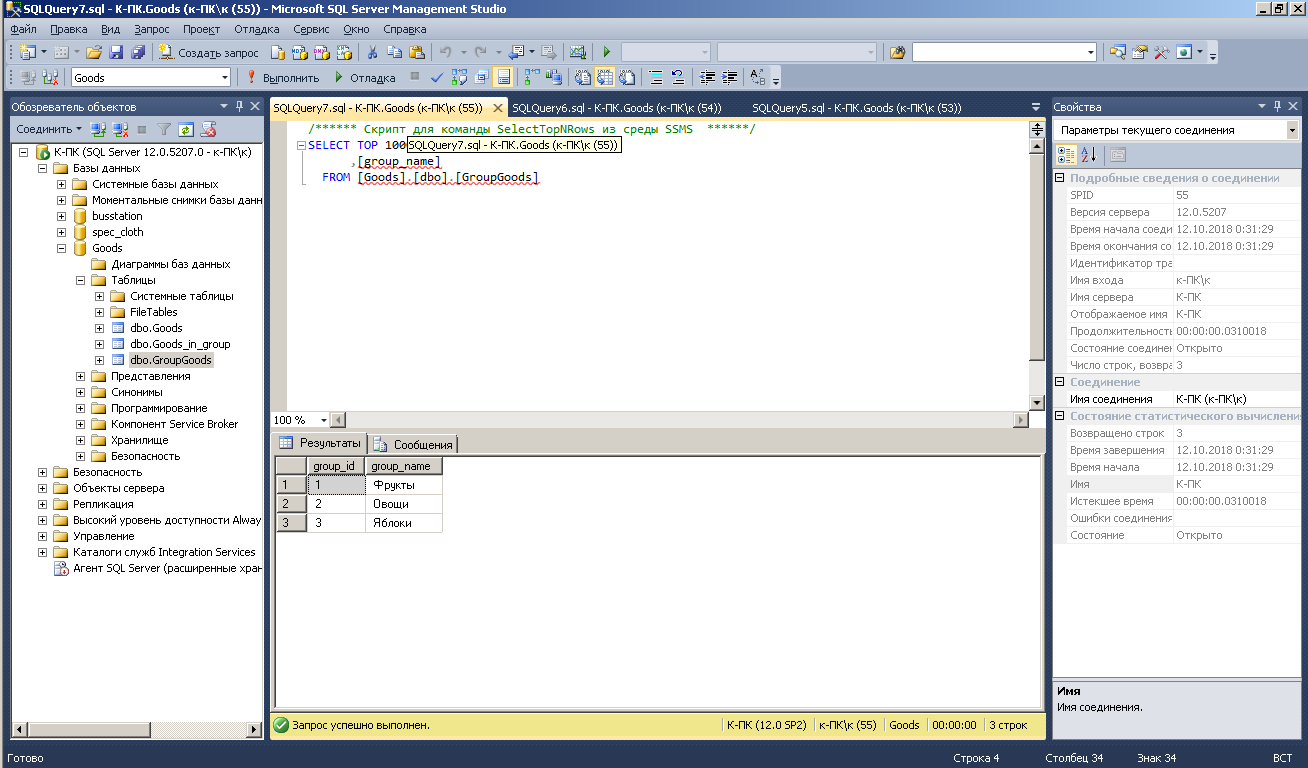 SQLQuery7.sql - К-ПК.Goods (к-ПК\к (55)) - Microsoft SQL Server Management Studio
Файл Правка Вид Запрос Проект Отладка Сервис Окно Справка
Создать запрос
Goods Выполнить Отладка
Обозреватель объектов
Соединить
К-ПК (SQL Server 12.0.5207.0 - к-ПК\к)
Базы данных
Системные базы данных
Моментальные снимки базы данн
busstation
spec_cloth
Goods
Диаграммы баз данных
Таблицы
Системные таблицы
FileTables
dbo.Goods
dbo.Goods_in_group
dbo.GroupGoods
Представления
Синонимы
Программирование
Компонент Service Broker
Хранилище
Безопасность
Безопасность
Объекты сервера
Репликация
Высокий уровень доступности Alway
Управление
Каталоги служб Integration Services
Агент SQL Server (расширенные хран
SQLQuery7.sql - К-ПК.Goods (к-ПК\к (55)) SQLQuery6.sql - К-ПК.Goods (к-ПК\к (54)) SQLQuery5.sql - К-ПК.Goods (к-ПК\к (53))
/****** Скрипт для команды SelectTopNRows из среды SSMS ******/
SELECT TOP 100
SQLQuery7.sql - К-ПК.Goods (к-ПК\к (55))
,[group_name]
FROM [Goods].[dbo].[GroupGoods]
100 %
Результаты Сообщения
group_id group_name
1 1 Фрукты
2 2 Овощи
3 3 Яблоки
Запрос успешно выполнен. К-ПК (12.0 SP2) к-ПК\к (55) Goods 00:00:00 3 строк
Свойства
Параметры текущего соединения
Подробные сведения о соединении
SPID 55
Версия сервера 12.0.5207
Время начала соеди 12.10.2018 0:31:29
Время окончания со 12.10.2018 0:31:29
Идентификатор тра
Имя входа к-ПК\к
Имя сервера К-ПК
Отображаемое имя К-ПК
Продолжительность 00:00:00.0310018
Состояние соединен Открыто
Число строк, возвра 3
Соединение
Имя соединения К-ПК (к-ПК\к)
Состояние статистического вычислени
Возвращено строк 3
Время завершения 12.10.2018 0:31:29
Время начала 12.10.2018 0:31:29
Имя К-ПК
Истекшее время 00:00:00.0310018
Ошибки соединения
Состояние Открыто
Имя
Имя соединения.
Готово Строка 4 Столбец 34 Знак 34 ВСТ